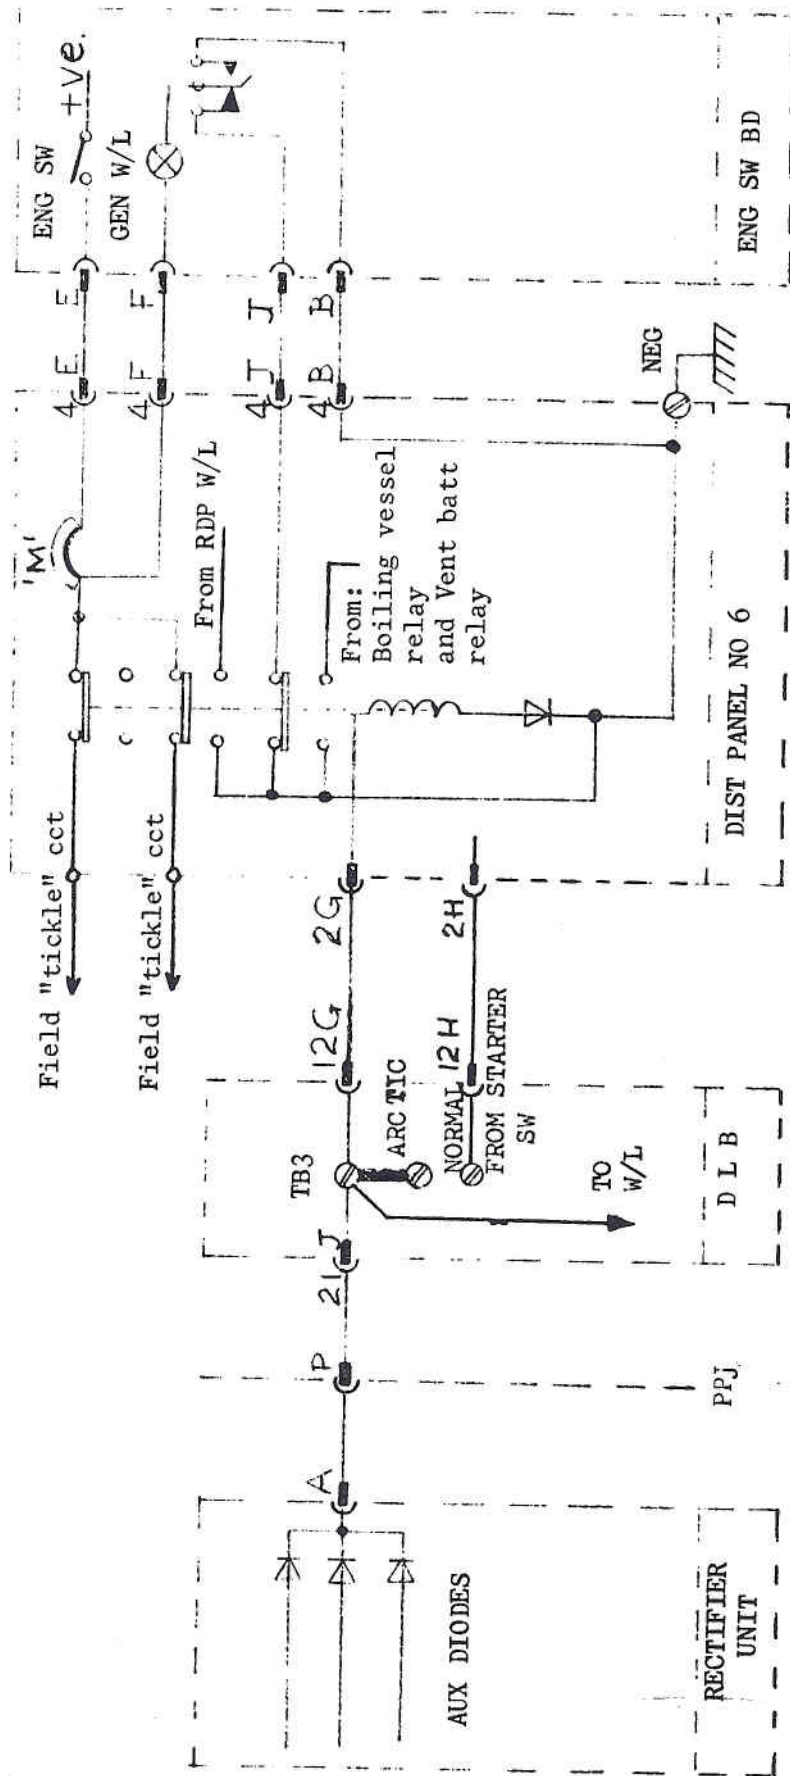 ENG SW
+ve.
GEN W/L
ENG SW BD
E
E
F
F
J
J
B
B
4
4
4
4
'M'
From RDP W/L
From:
Boiling vessel
relay
and Vent batt
relay
NEG
DIST PANEL NO 6
Field "tickle" cct
Field "tickle" cct
2G
2H
12G
12H
TB3
ARCTIC
NORMAL
FROM STARTER
SW
TO
W/L
D L B
J
21
P
PPJ
A
AUX DIODES
RECTIFIER
UNIT